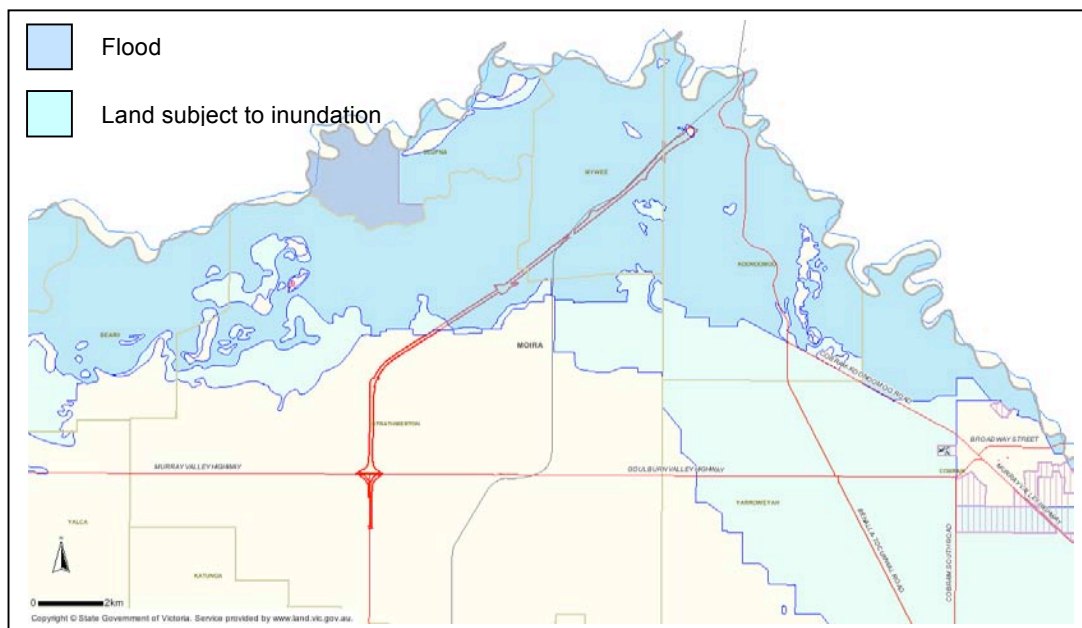 Flood
Land subject to inundation
ULUPNA
MYWEE
KOONOOMOO
BEARII
MOIRA
COBRAM KOONOOMOO ROAD
STRATHMERTON
BROADWAY STREET
MURRAY VALLEY HIGHWAY
GOULBURN VALLEY HIGHWAY
COBRAM
MURRAY VALLEY HIGHWAY
YARROWEYAH
YALCA
BENALLA TOCUMWAL ROAD
COBRAM SOUTH ROAD
KATUNGA
0 2km
Copyright © State Government of Victoria. Service provided by www.land.vic.gov.au.